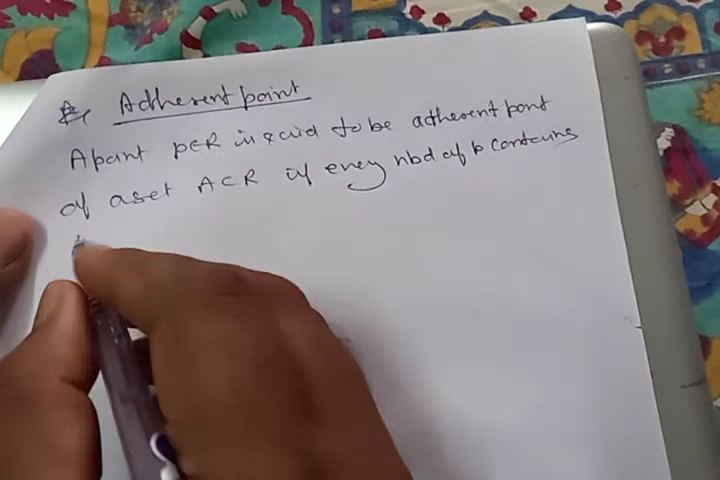 * Adherent point
A point p∈R is said to be adherent point
of a set A⊂R if every nbd of p contains